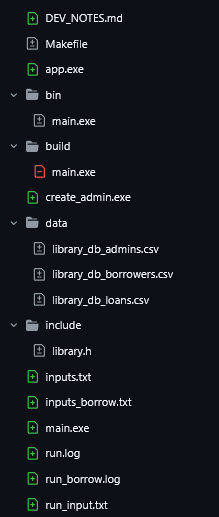 DEV_NOTES.md
Makefile
app.exe
bin
main.exe
build
main.exe
create_admin.exe
data
library_db_admins.csv
library_db_borrowers.csv
library_db_loans.csv
include
library.h
inputs.txt
inputs_borrow.txt
main.exe
run.log
run_borrow.log
run_input.txt